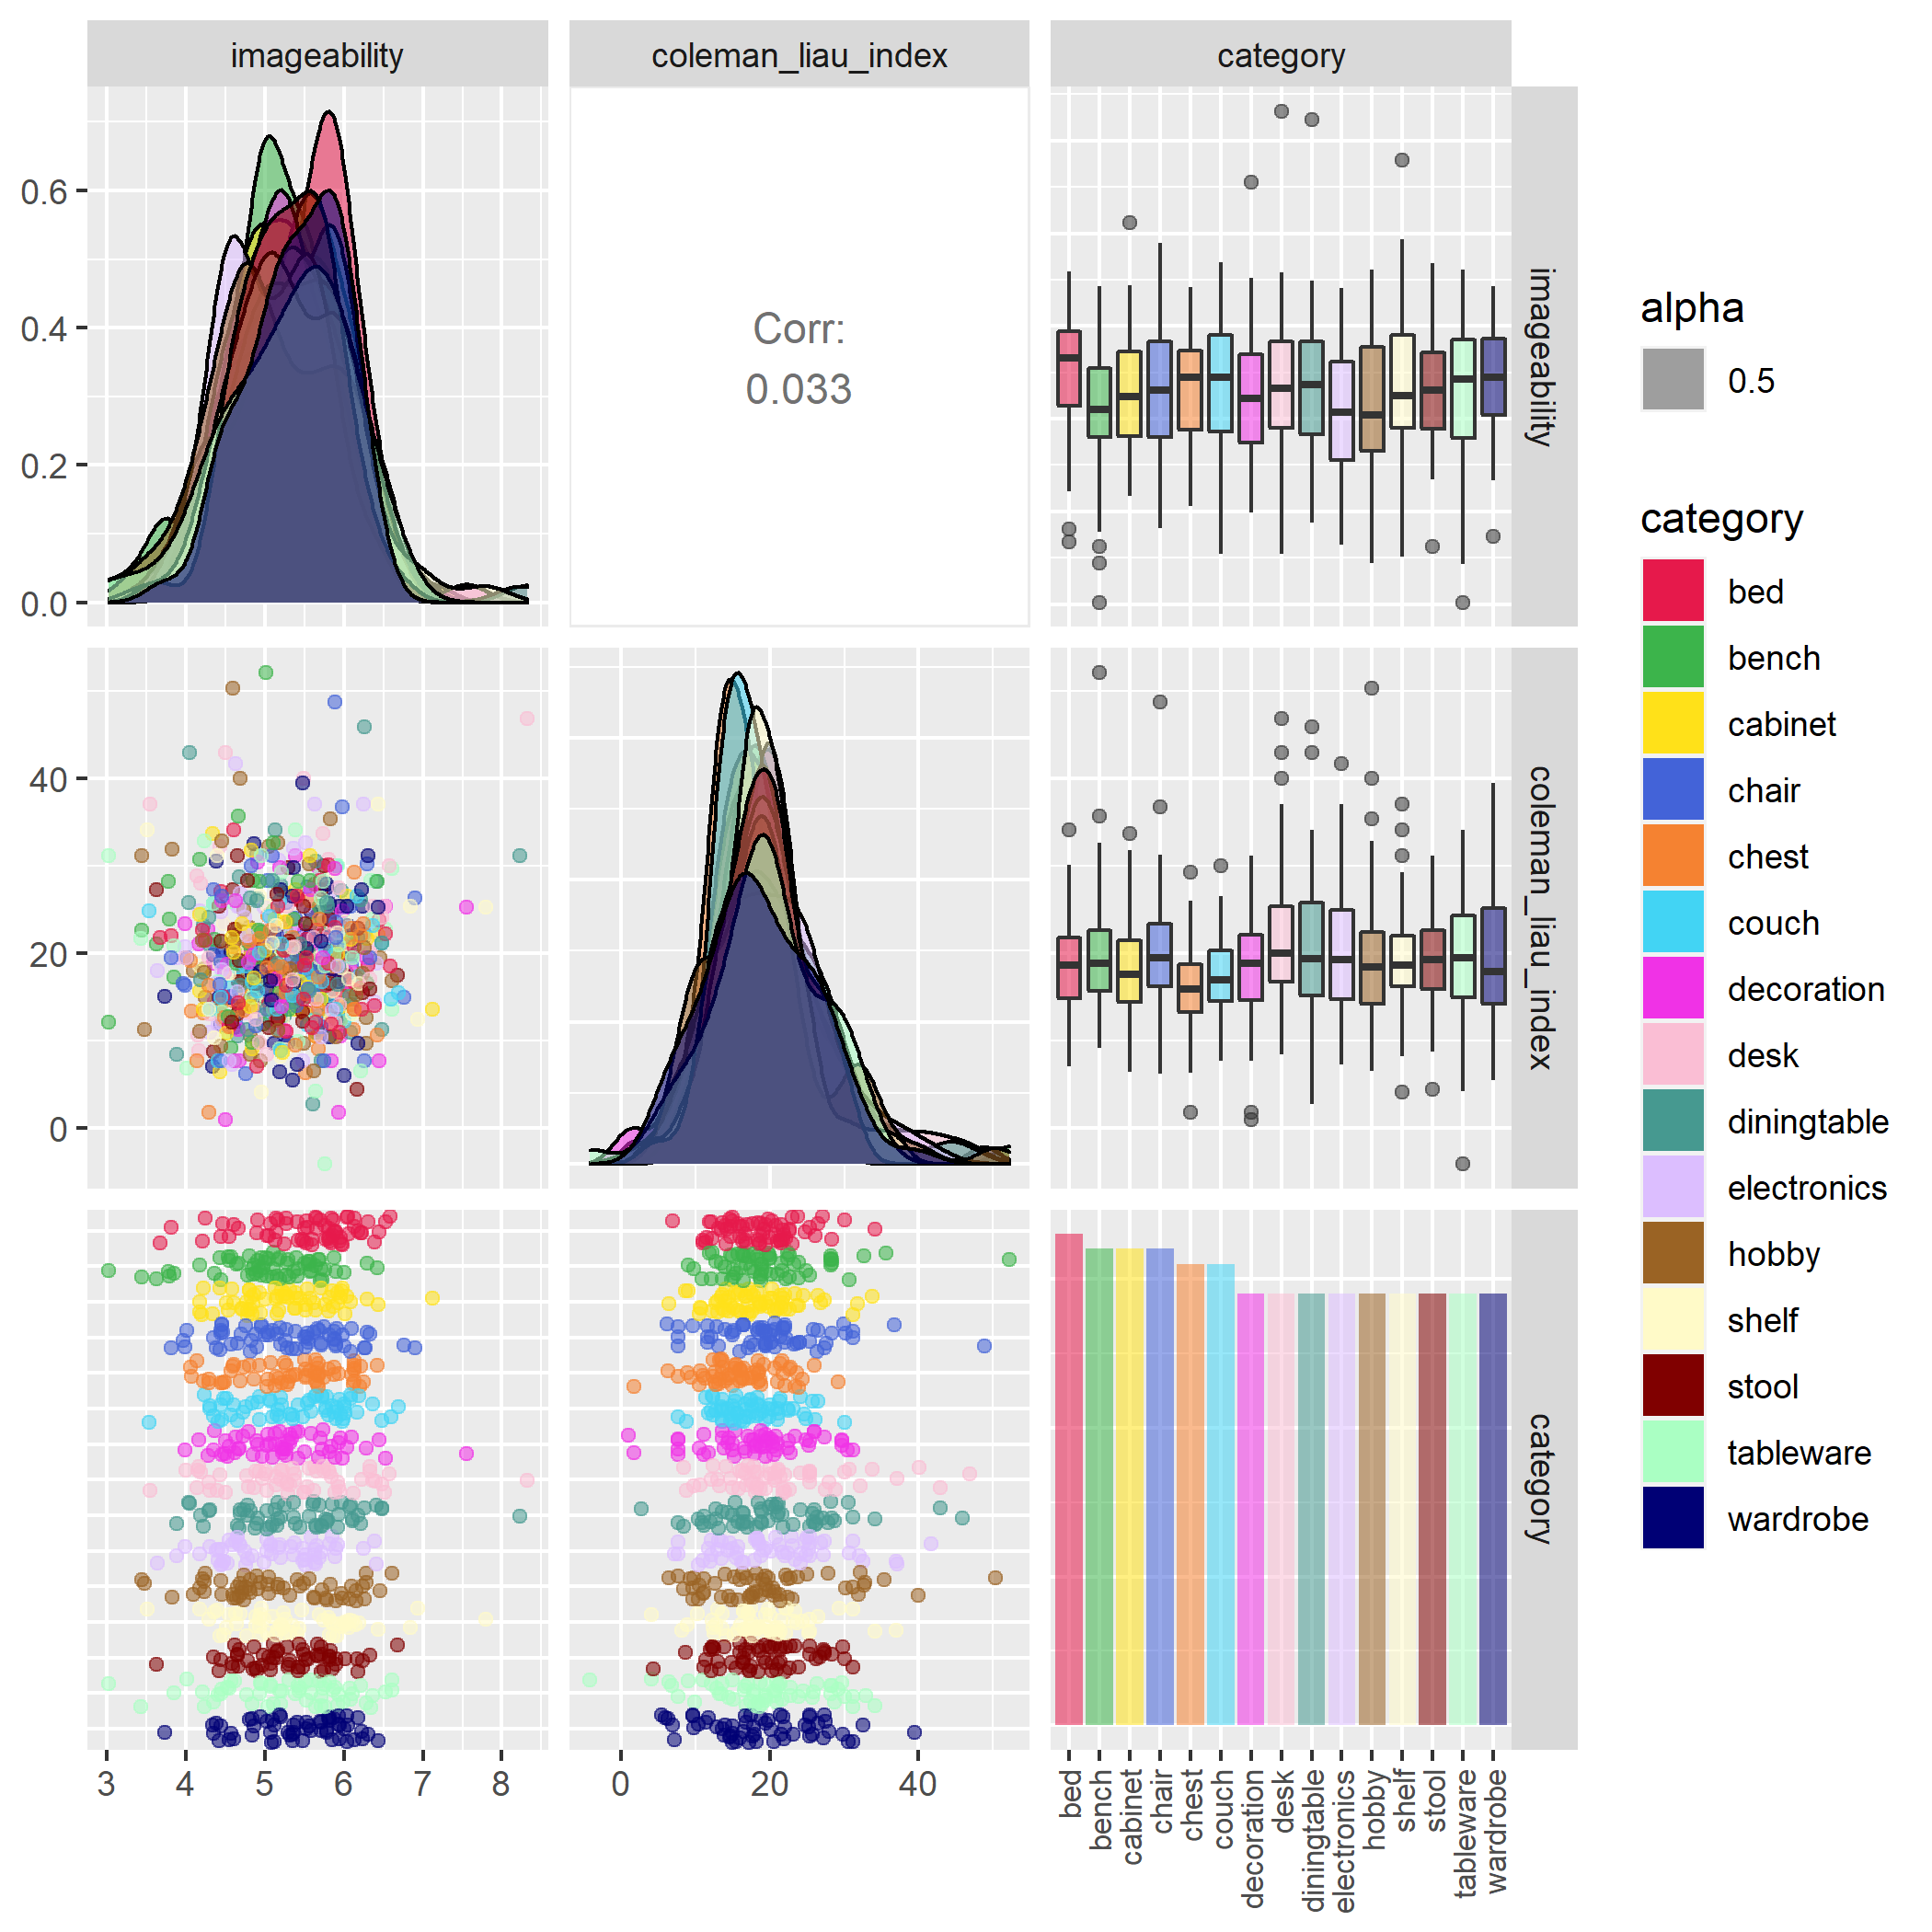 imageability
coleman_liau_index
category
0.6
0.4
0.2
0.0
Corr:
0.033
imageability
40
20
0
coleman_liau_index
category
3 4 5 6 7 8
0 20 40
bed
bench
cabinet
chair
chest
couch
decoration
desk
diningtable
electronics
hobby
shelf
stool
tableware
wardrobe
alpha
0.5
category
bed
bench
cabinet
chair
chest
couch
decoration
desk
diningtable
electronics
hobby
shelf
stool
tableware
wardrobe